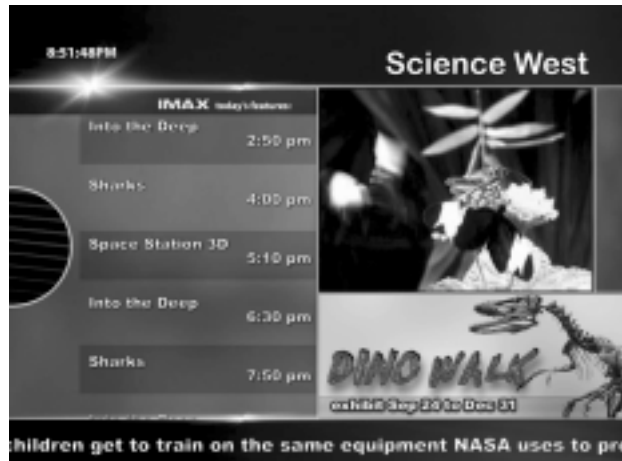 8:51:48PM
Science West
IMAX today's features:
Into the Deep
2:50 pm
Sharks
4:00 pm
Space Station 3D
5:10 pm
Into the Deep
6:30 pm
Sharks
7:50 pm
DINO WALK
exhibit Sep 24 to Dec 31
children get to train on the same equipment NASA uses to pre